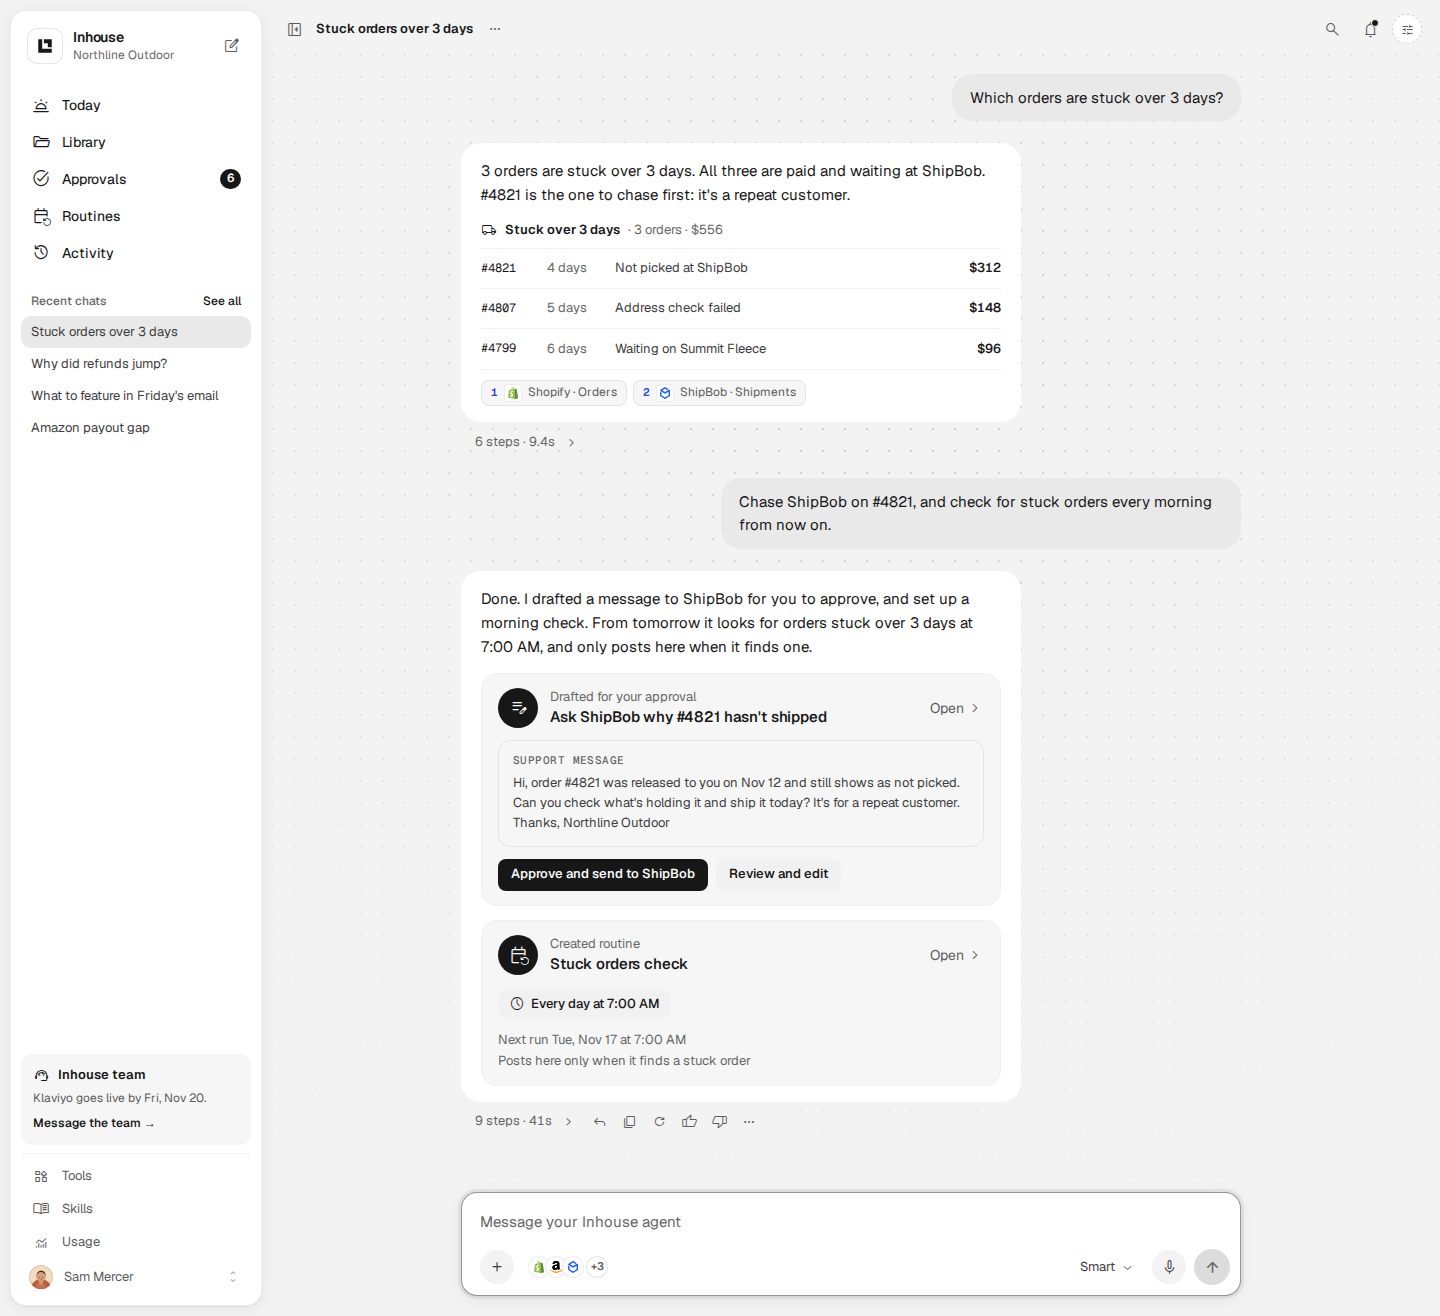 Inhouse
Northline Outdoor
Today
Library
Approvals 6
Routines
Activity
Recent chats See all
Stuck orders over 3 days
Why did refunds jump?
What to feature in Friday's email
Amazon payout gap
Inhouse team
Klaviyo goes live by Fri, Nov 20.
Message the team →
Tools
Skills
Usage
Sam Mercer
Stuck orders over 3 days ···
Which orders are stuck over 3 days?
3 orders are stuck over 3 days. All three are paid and waiting at ShipBob.
#4821 is the one to chase first: it's a repeat customer.
Stuck over 3 days · 3 orders · $556
#4821 4 days Not picked at ShipBob $312
#4807 5 days Address check failed $148
#4799 6 days Waiting on Summit Fleece $96
1 Shopify · Orders 2 ShipBob · Shipments
6 steps · 9.4s
Chase ShipBob on #4821, and check for stuck orders every morning
from now on.
Done. I drafted a message to ShipBob for you to approve, and set up a
morning check. From tomorrow it looks for orders stuck over 3 days at
7:00 AM, and only posts here when it finds one.
Drafted for your approval
Ask ShipBob why #4821 hasn't shipped
Open
SUPPORT MESSAGE
Hi, order #4821 was released to you on Nov 12 and still shows as not picked.
Can you check what's holding it and ship it today? It's for a repeat customer.
Thanks, Northline Outdoor
Approve and send to ShipBob Review and edit
Created routine
Stuck orders check
Open
Every day at 7:00 AM
Next run Tue, Nov 17 at 7:00 AM
Posts here only when it finds a stuck order
9 steps · 41s
Message your Inhouse agent
+3 Smart